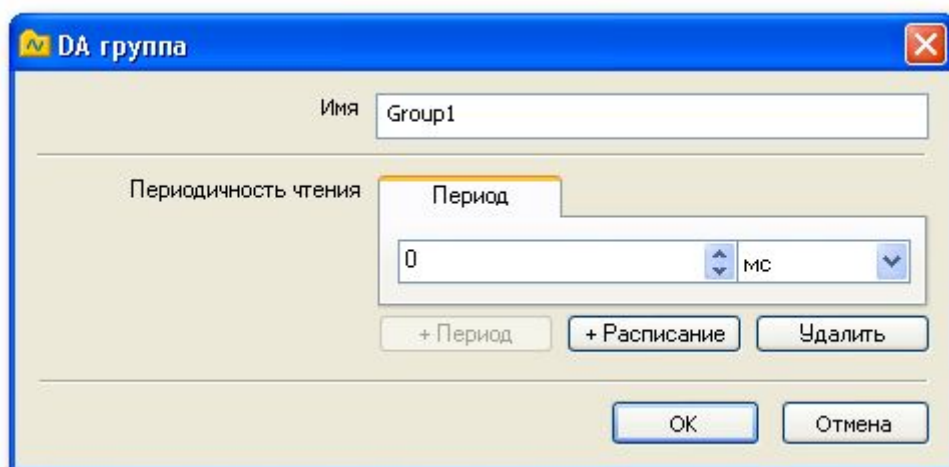 DA группа
Имя
Group1
Периодичность чтения
Период
0
мс
+ Период
+ Расписание
Удалить
OK
Отмена